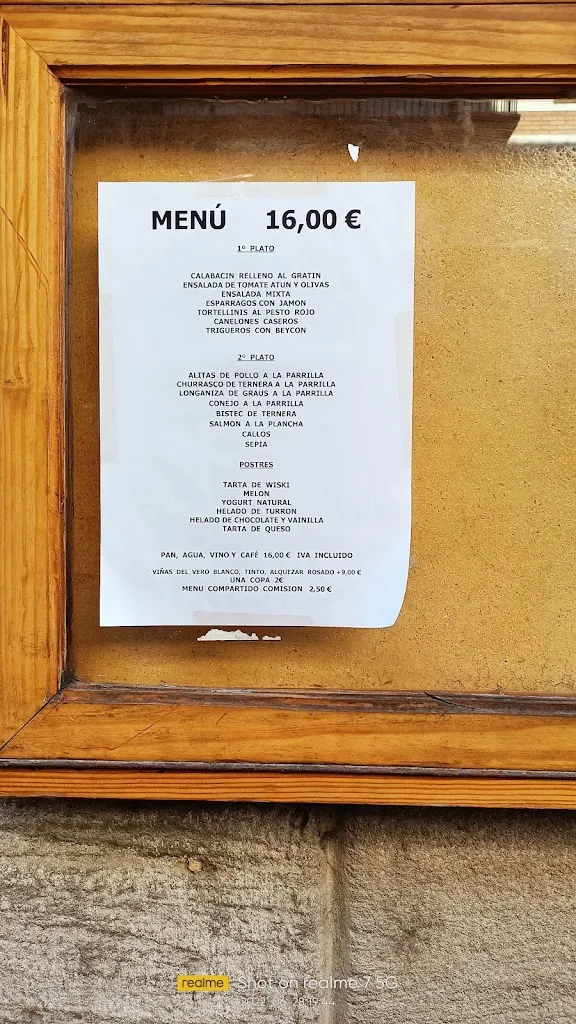 MENÚ 16,00 €
1º PLATO
CALABACIN RELLENO AL GRATIN
ENSALADA DE TOMATE ATUN Y OLIVAS
ENSALADA MIXTA
ESPARRAGOS CON JAMON
TORTELLINIS AL PESTO ROJO
CANELONES CASEROS
TRIGUEROS CON BEYCON
2º PLATO
ALITAS DE POLLO A LA PARRILLA
CHURRASCO DE TERNERA A LA PARRILLA
LONGANIZA DE GRAUS A LA PARRILLA
CONEJO A LA PARRILLA
BISTEC DE TERNERA
SALMON A LA PLANCHA
CALLOS
SEPIA
POSTRES
TARTA DE WISKI
MELON
YOGURT NATURAL
HELADO DE TURRON
HELADO DE CHOCOLATE Y VAINILLA
TARTA DE QUESO
PAN, AGUA, VINO Y CAFÉ 16,00 € IVA INCLUIDO
VIÑAS DEL VERO BLANCO, TINTO, ALQUEZAR ROSADO +9,00 €
UNA COPA 2€
MENU COMPARTIDO COMISION 2,50 €
realme Shot on realme 7 5G